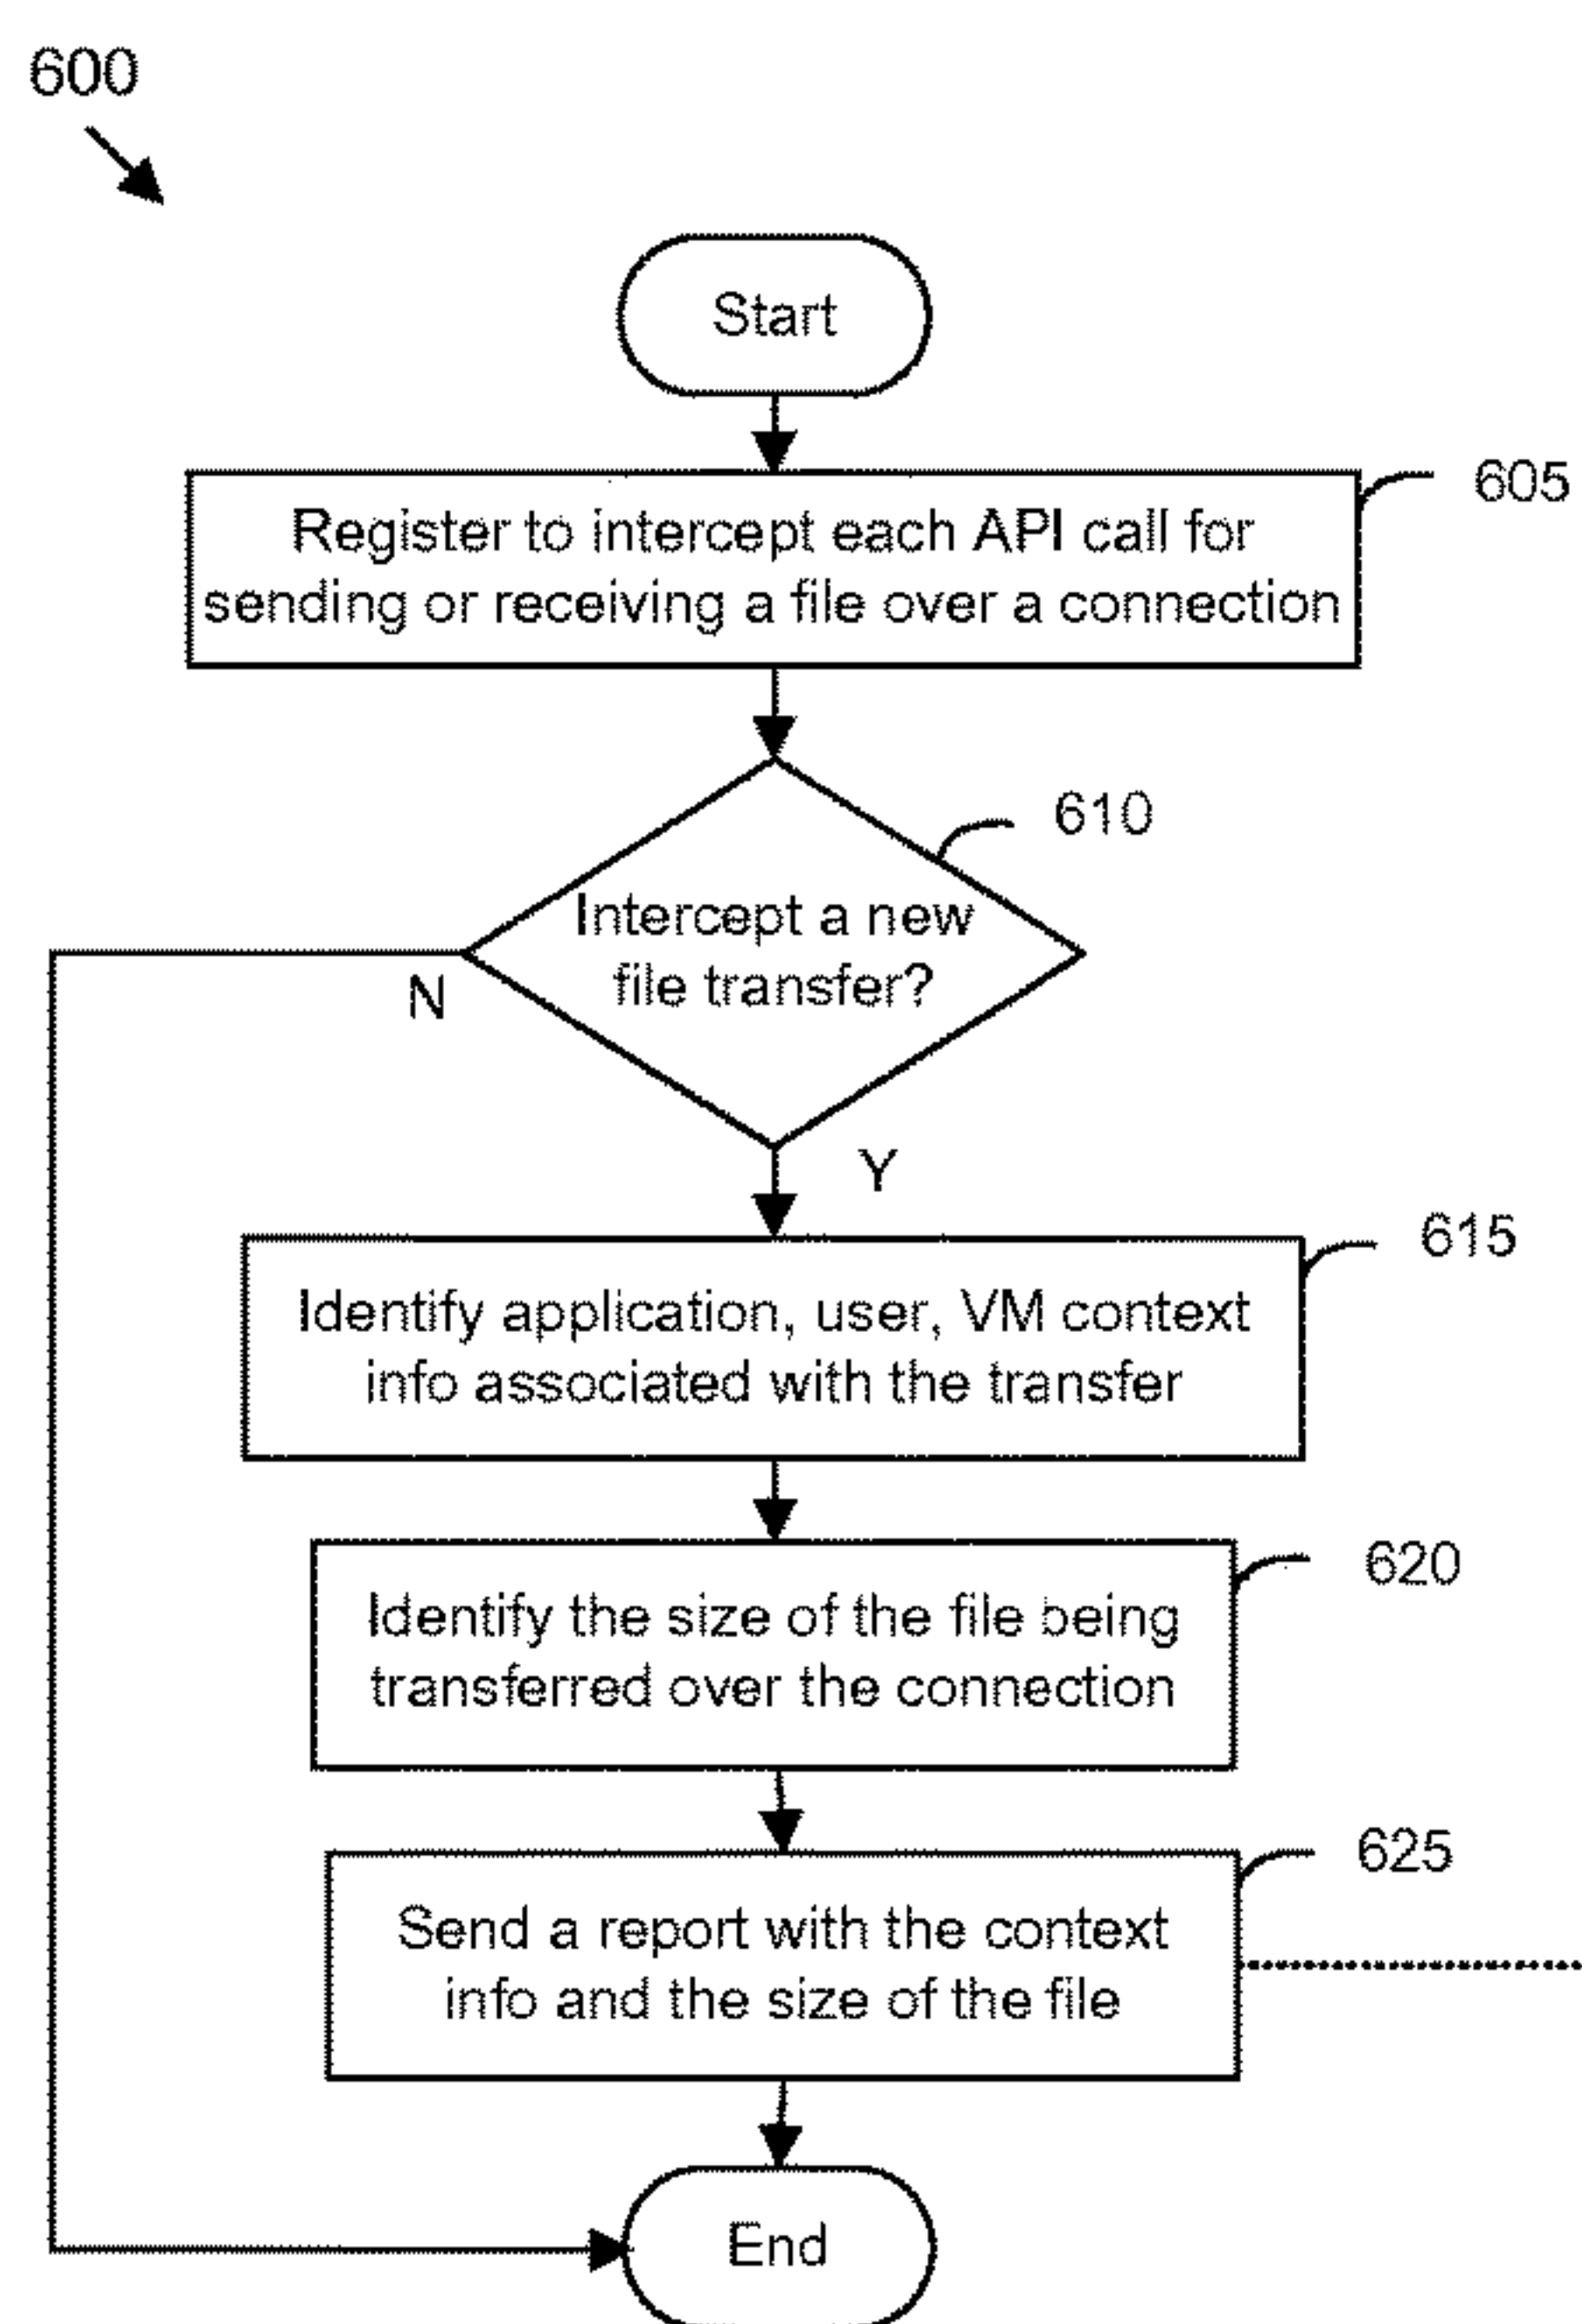 600
Start
605
Register to intercept each API call for
sending or receiving a file over a connection
610
Intercept a new
file transfer?
N
Y
615
Identify application, user, VM context
info associated with the transfer
620
Identify the size of the file being
transferred over the connection
625
Send a report with the context
info and the size of the file
End